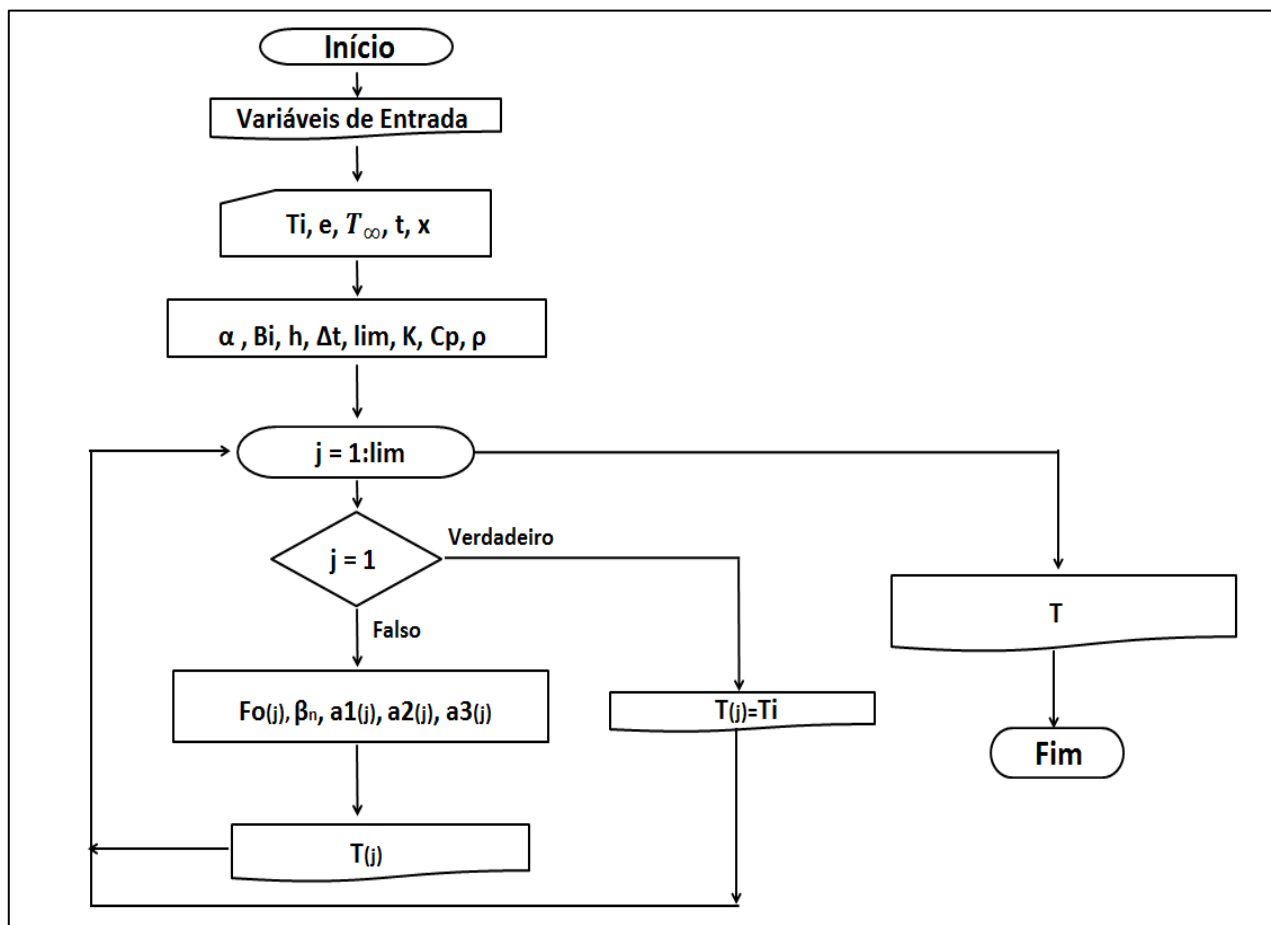 Início
Variáveis de Entrada
Ti, e, T∞, t, x
α , Bi, h, Δt, lim, K, Cp, ρ
j = 1:lim
j = 1
Verdadeiro
Falso
Fo(j), βn, a1(j), a2(j), a3(j)
T(j)=Ti
T(j)
T
Fim